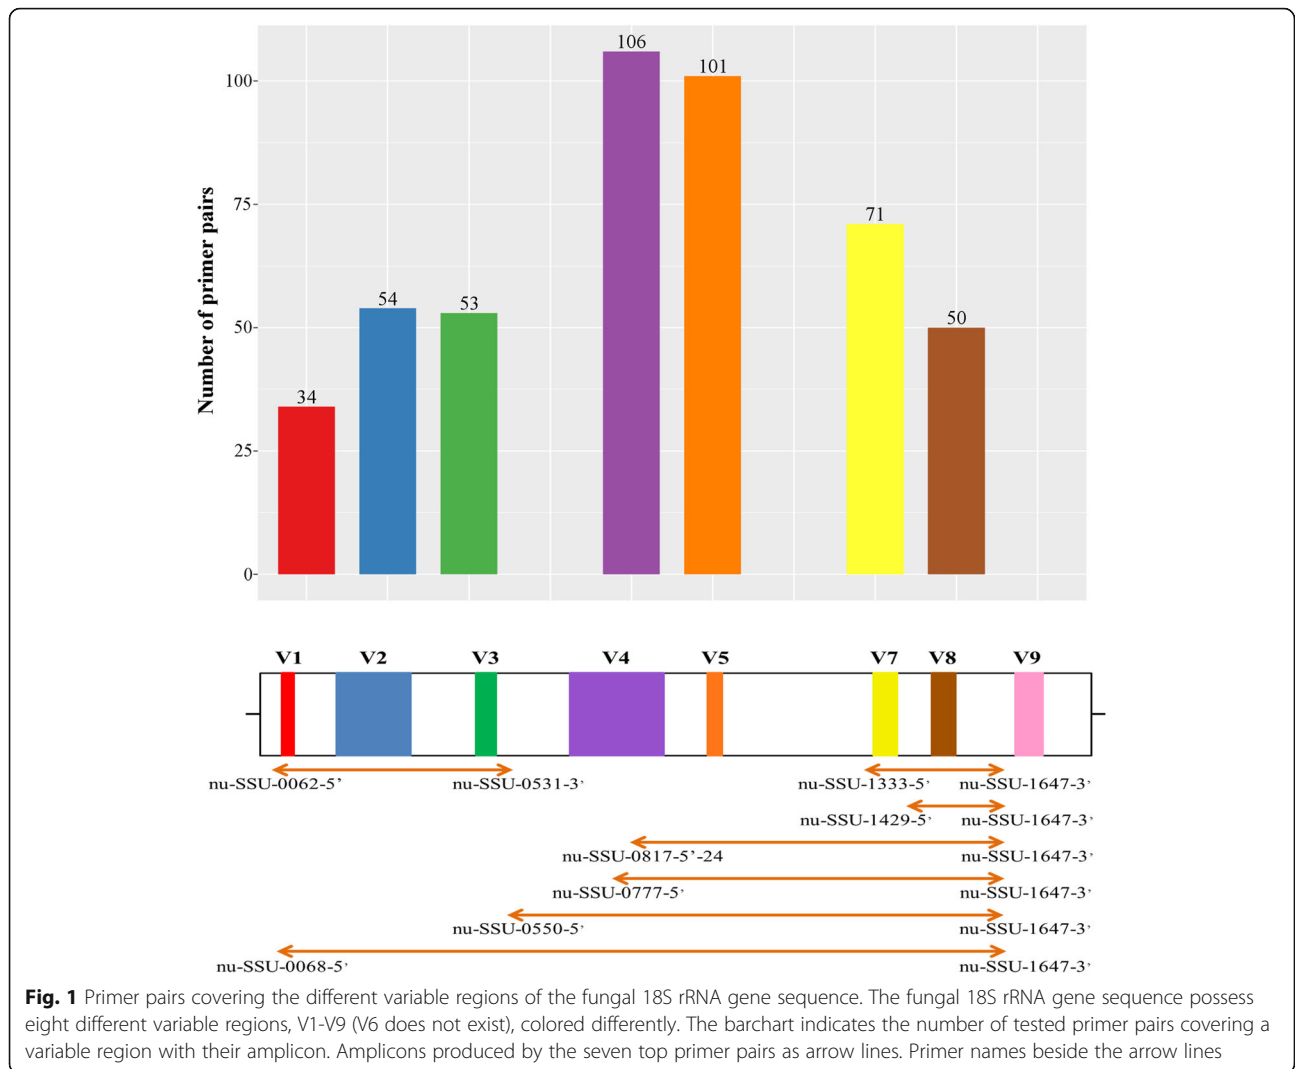 106
101
100-
75-
71
Number of primer pairs
54
53
50-
50
34
25-
0-
V1 V2 V3 V4 V5 V7 V8 V9
nu-SSU-0062-5’ nu-SSU-0531-3’ nu-SSU-1333-5’ nu-SSU-1647-3’
nu-SSU-1429-5’ nu-SSU-1647-3’
nu-SSU-0817-5’-24 nu-SSU-1647-3’
nu-SSU-0777-5’ nu-SSU-1647-3’
nu-SSU-0550-5’ nu-SSU-1647-3’
nu-SSU-0068-5’ nu-SSU-1647-3’
Fig. 1 Primer pairs covering the different variable regions of the fungal 18S rRNA gene sequence. The fungal 18S rRNA gene sequence possess
eight different variable regions, V1-V9 (V6 does not exist), colored differently. The barchart indicates the number of tested primer pairs covering a
variable region with their amplicon. Amplicons produced by the seven top primer pairs as arrow lines. Primer names beside the arrow lines